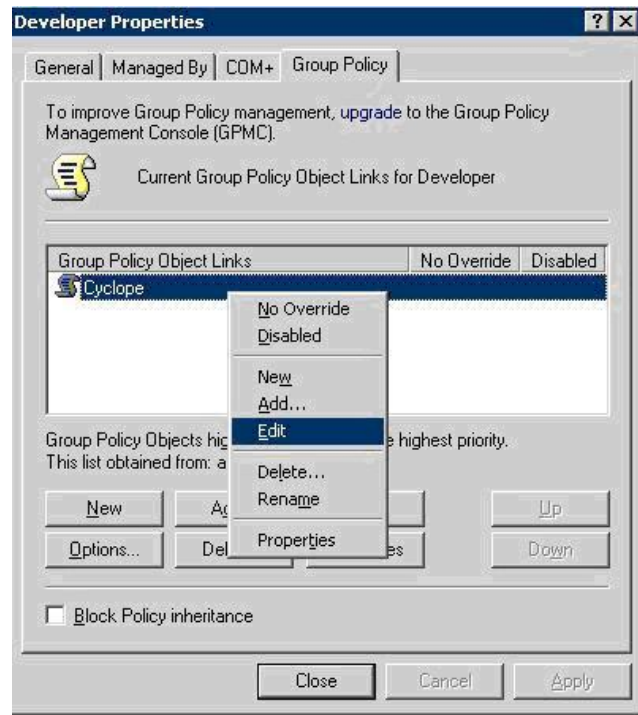 Developer Properties
General Managed By COM+ Group Policy
To improve Group Policy management, upgrade to the Group Policy
Management Console (GPMC).
Current Group Policy Object Links for Developer
Group Policy Object Links No Override Disabled
Cyclope
No Override
Disabled
New
Add...
Edit
Delete...
Rename
Properties
Group Policy Objects highest priority.
This list obtained from:
New Up
Options... Down
Block Policy inheritance
Close Cancel Apply